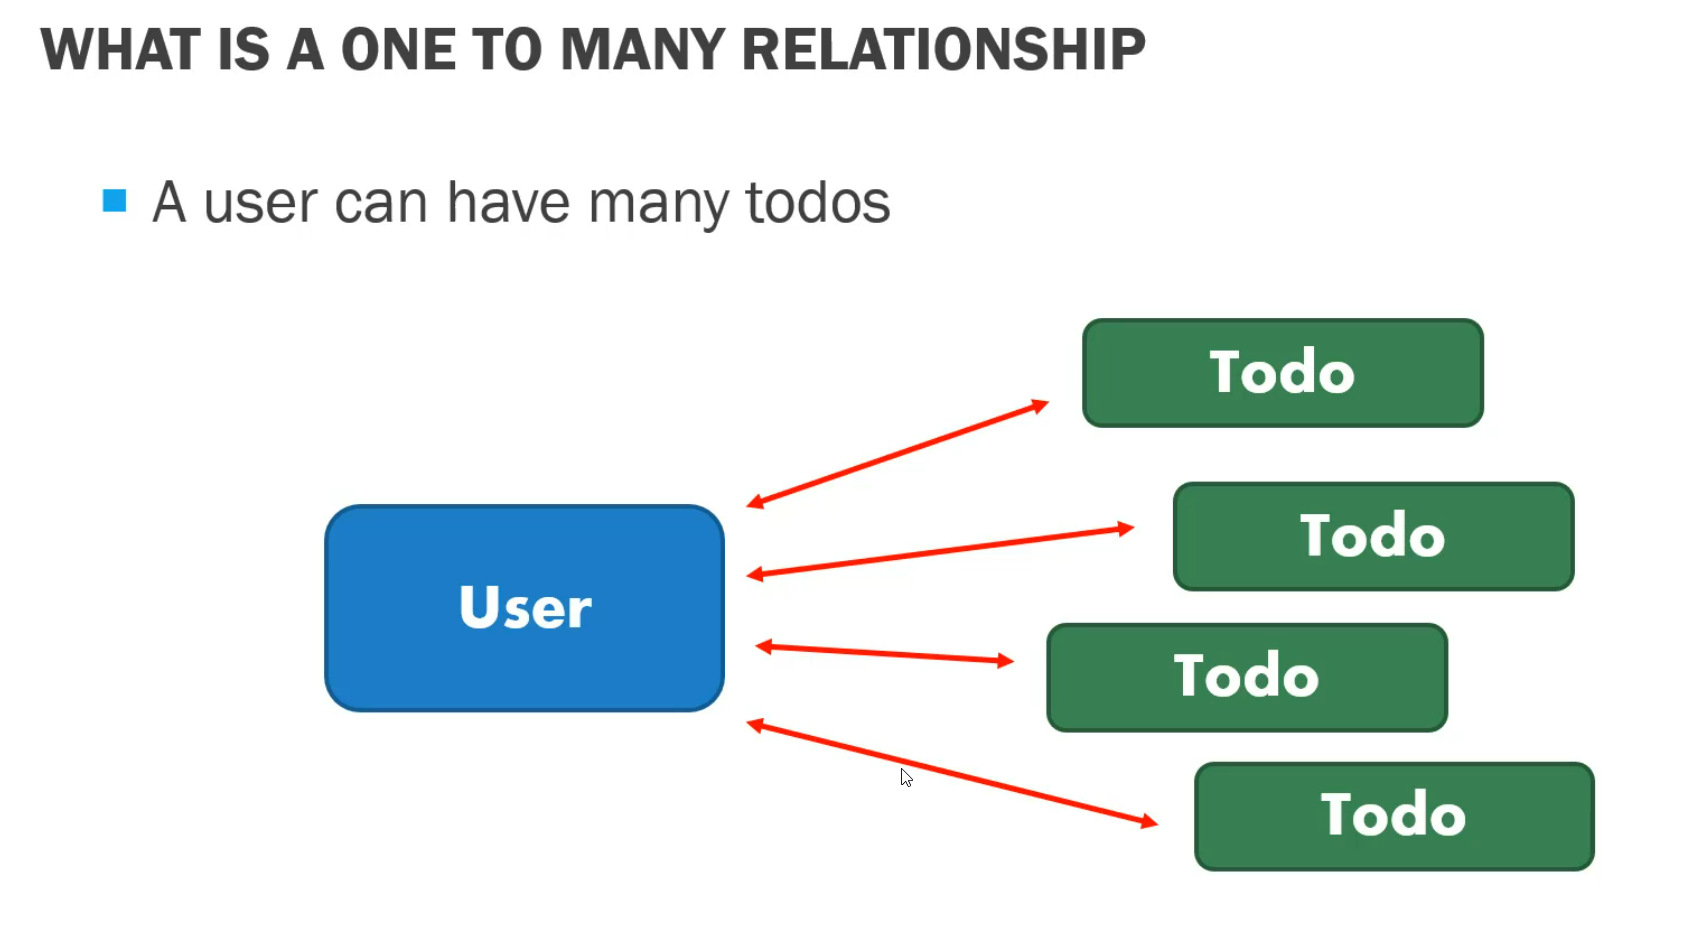 WHAT IS A ONE TO MANY RELATIONSHIP
A user can have many todos
Todo
Todo
User
Todo
Todo